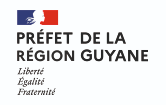 PRÉFET DE LA
RÉGION GUYANE
Liberté
Égalité
Fraternité